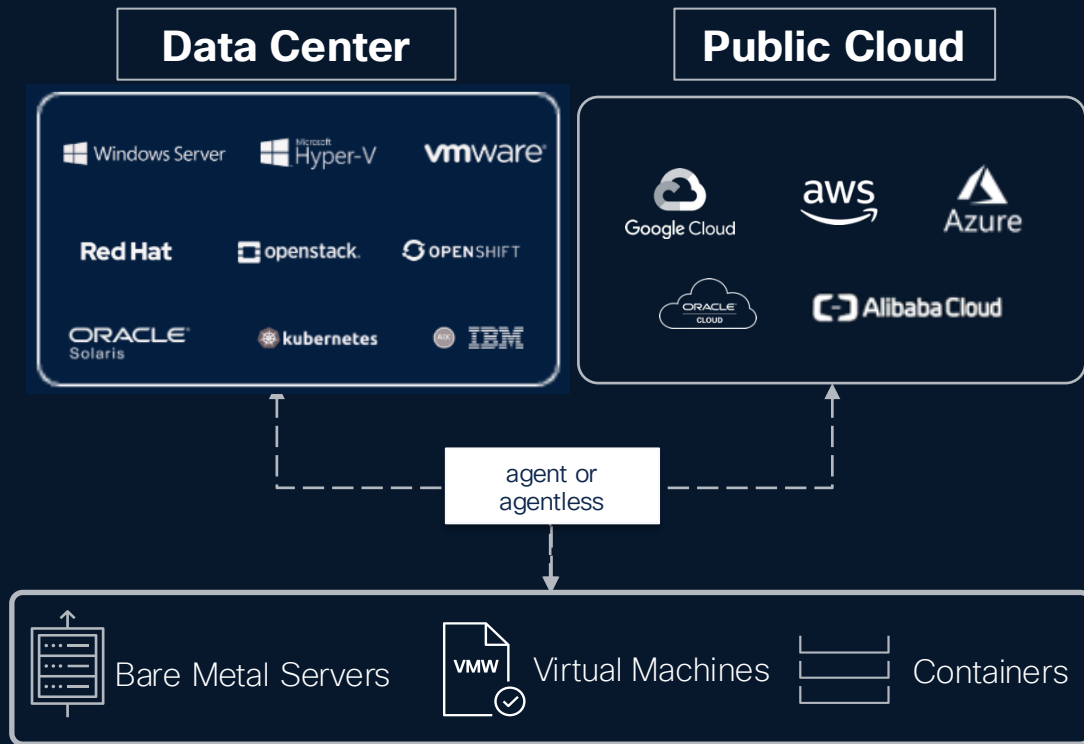 Data Center
Public Cloud
Windows Server
Microsoft
Hyper-V
vmware®
Red Hat
openstack.
OPENSHIFT
ORACLE®
Solaris
kubernetes
AIX
IBM
Google Cloud
aws
Azure
ORACLE®
CLOUD
Alibaba Cloud
agent or
agentless
Bare Metal Servers
VMW
Virtual Machines
Containers